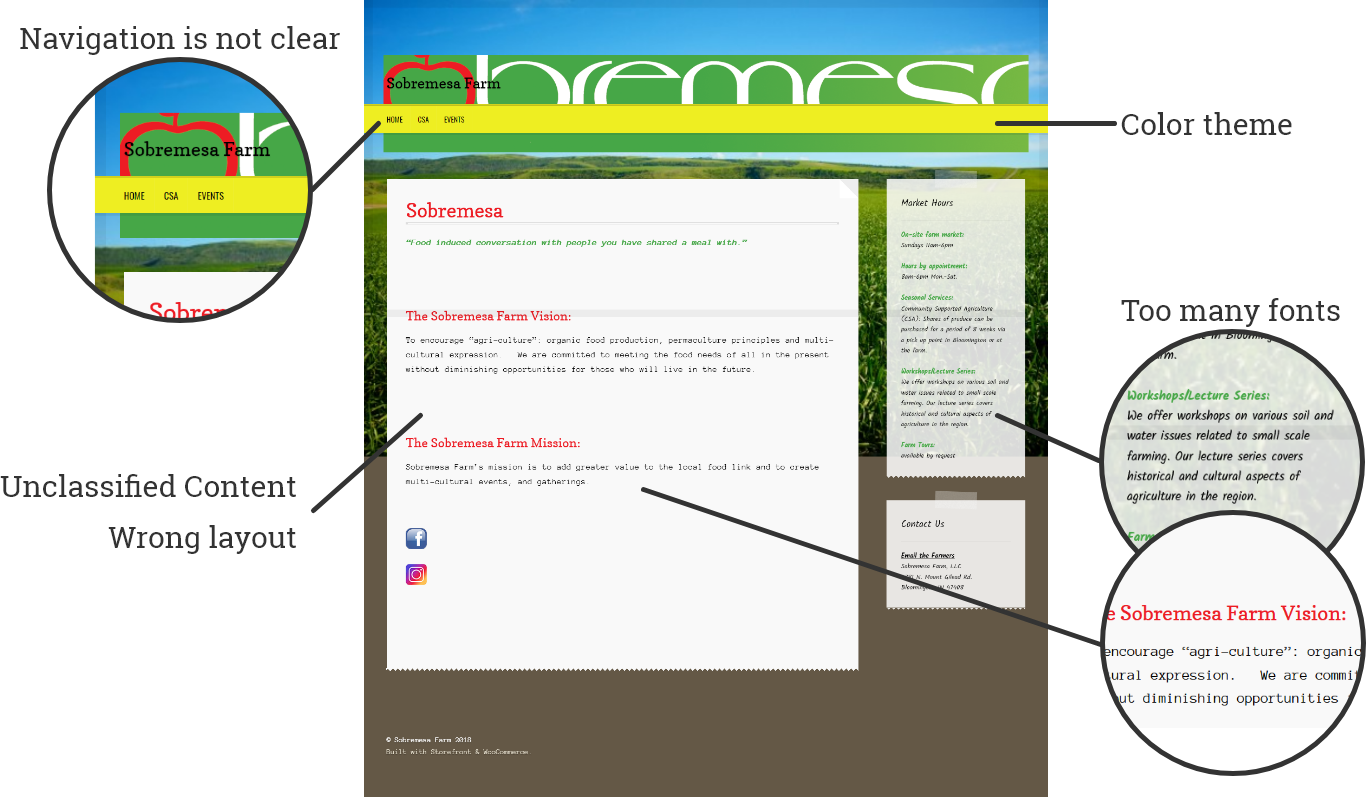 Navigation is not clear
Sobremesa Farm
HOME CSA EVENTS
Sobrem
bremesa
Sobremesa Farm
HOME CSA EVENTS
Color theme
Sobremesa
“Food induced conversation with people you have shared a meal with.”
The Sobremesa Farm Vision:
To encourage “agri-culture”: organic food production, permaculture principles and multi-
cultural expression. We are committed to meeting the food needs of all in the present
without diminishing opportunities for those who will live in the future.
The Sobremesa Farm Mission:
Sobremesa Farm's mission is to add greater value to the local food link and to create
multi-cultural events, and gatherings.
Market Hours
On-site farm market:
Sundays 11am-6pm
Hours by appointment:
8am-6pm Mon.-Sat.
Seasonal Services:
Community Supported Agriculture
(CSA): Shares of produce can be
purchased for a period of 8 weeks via
a pick up point in Bloomington or at
the farm.
Workshops/Lecture Series:
We offer workshops on various soil and
water issues related to small scale
farming. Our lecture series covers
historical and cultural aspects of
agriculture in the region.
Farm Tours:
available by request
Contact Us
Email the Farmers
Sobremesa Farm, LLC
N. Mount Gilead Rd.
© Sobremesa Farm 2018
Built with Storefront & WooCommerce
Unclassified Content
Wrong layout
Too many fonts
in Blooming
arm.
Workshops/Lecture Series:
We offer workshops on various soil and
water issues related to small scale
farming. Our lecture series covers
historical and cultural aspects of
agriculture in the region.
Farm
e Sobremesa Farm Vision:
encourage “agri-culture”: organic
ural expression. We are commit
ut diminishing opportunities